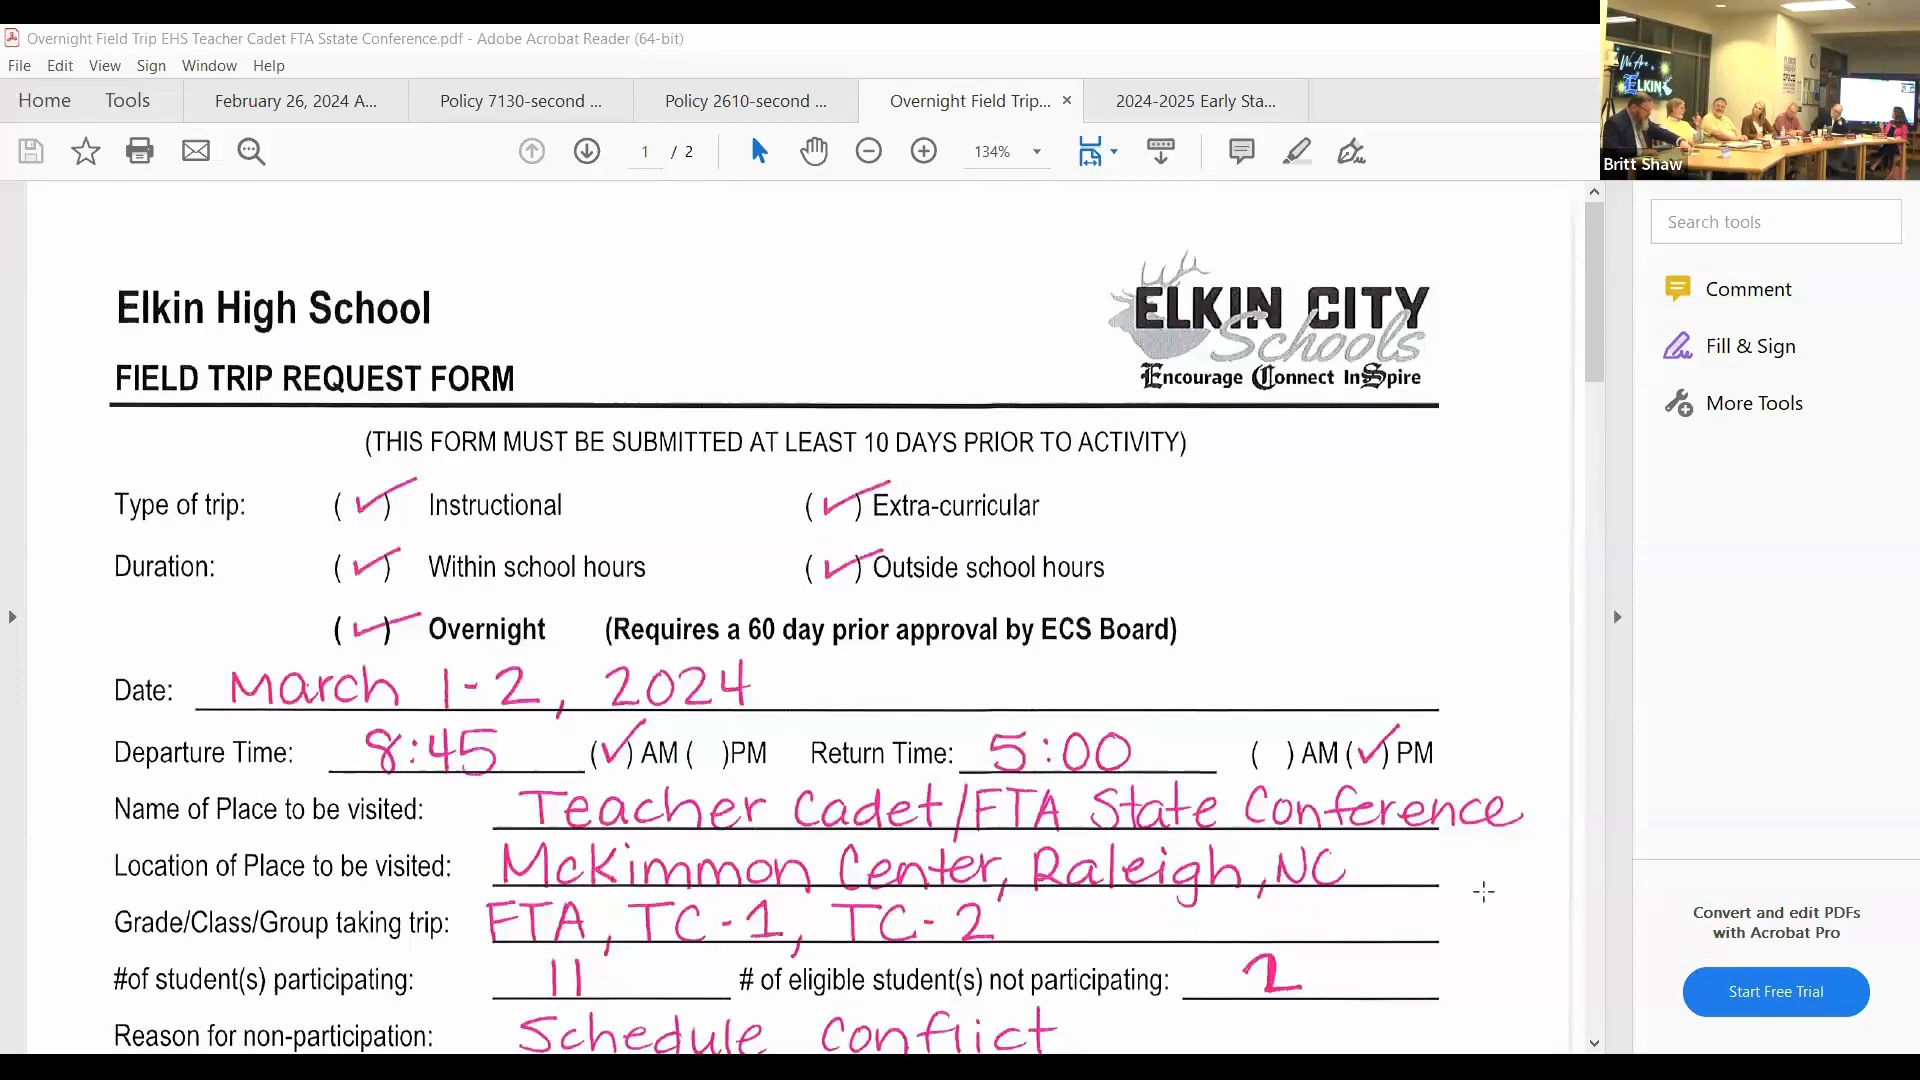 Overnight Field Trip EHS Teacher Cadet FTA Sstate Conference.pdf - Adobe Acrobat Reader (64-bit)
File Edit View Sign Window Help
Home Tools February 26, 2024 A... Policy 7130-second ... Policy 2610-second ... Overnight Field Trip... × 2024-2025 Early Sta...
1 / 2 134%
We Are
ELKIN
Britt Shaw
Search tools
Comment
Fill & Sign
More Tools
Convert and edit PDFs
with Acrobat Pro
Start Free Trial
Elkin High School
ELKIN CITY
Schools
Encourage Connect InSpire
FIELD TRIP REQUEST FORM
(THIS FORM MUST BE SUBMITTED AT LEAST 10 DAYS PRIOR TO ACTIVITY)
Type of trip: (✓) Instructional (✓) Extra-curricular
Duration: (✓) Within school hours (✓) Outside school hours
(✓) Overnight (Requires a 60 day prior approval by ECS Board)
Date: March 1-2, 2024
Departure Time: 8:45 (✓) AM ( )PM Return Time: 5:00 ( ) AM (✓) PM
Name of Place to be visited: Teacher Cadet/FTA State Conference
Location of Place to be visited: McKimmon Center, Raleigh, NC
Grade/Class/Group taking trip: FTA, TC-1, TC-2
#of student(s) participating: 11 # of eligible student(s) not participating: 2
Reason for non-participation: Schedule Conflict